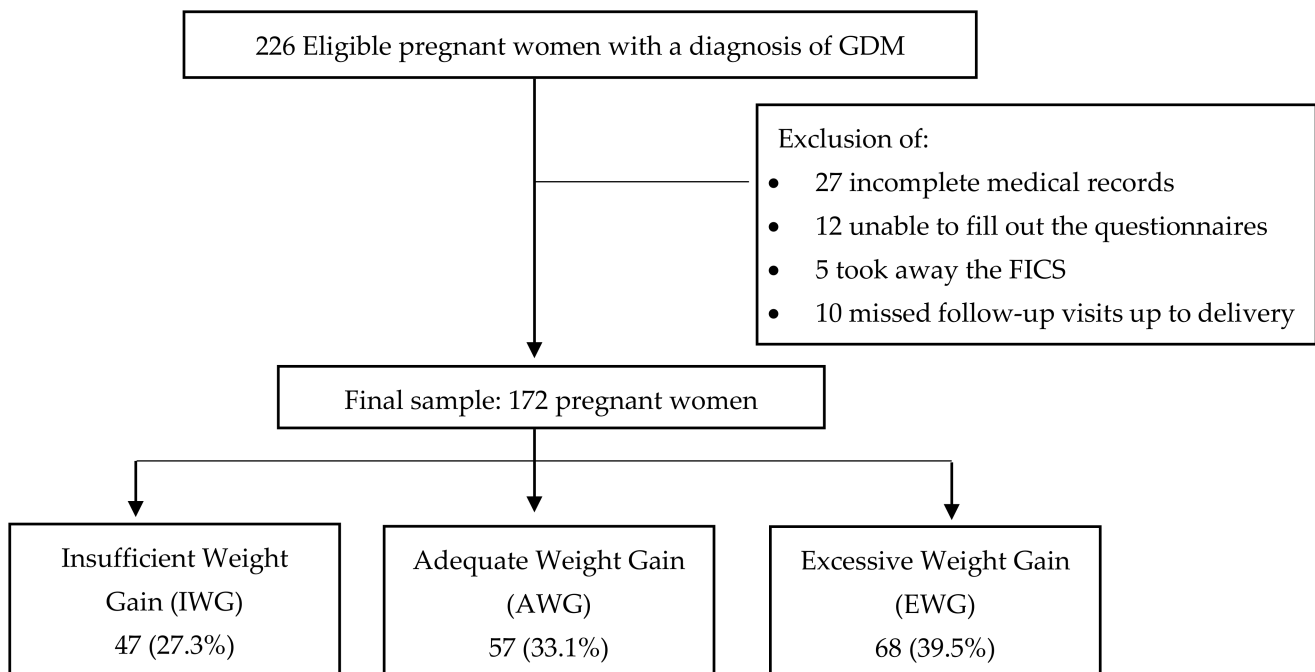 226 Eligible pregnant women with a diagnosis of GDM
Exclusion of:
• 27 incomplete medical records
• 12 unable to fill out the questionnaires
• 5 took away the FICS
• 10 missed follow-up visits up to delivery
Final sample: 172 pregnant women
Insufficient Weight
Gain (IWG)
47 (27.3%)
Adequate Weight Gain
(AWG)
57 (33.1%)
Excessive Weight Gain
(EWG)
68 (39.5%)